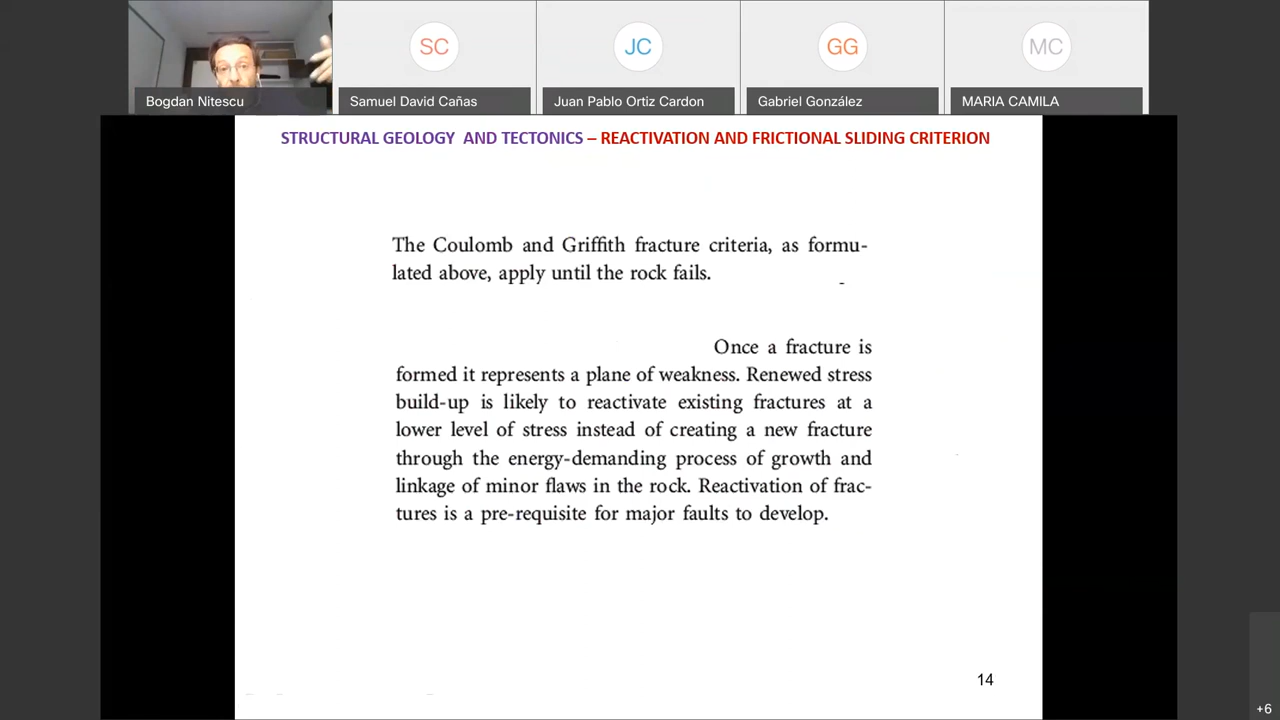 SC
JC
GG
MC
Bogdan Nitescu
Samuel David Cañas
Juan Pablo Ortiz Cardon
Gabriel González
MARIA CAMILA
STRUCTURAL GEOLOGY AND TECTONICS – REACTIVATION AND FRICTIONAL SLIDING CRITERION
The Coulomb and Griffith fracture criteria, as formu-
lated above, apply until the rock fails.
Once a fracture is
formed it represents a plane of weakness. Renewed stress
build-up is likely to reactivate existing fractures at a
lower level of stress instead of creating a new fracture
through the energy-demanding process of growth and
linkage of minor flaws in the rock. Reactivation of frac-
tures is a pre-requisite for major faults to develop.
14
+6